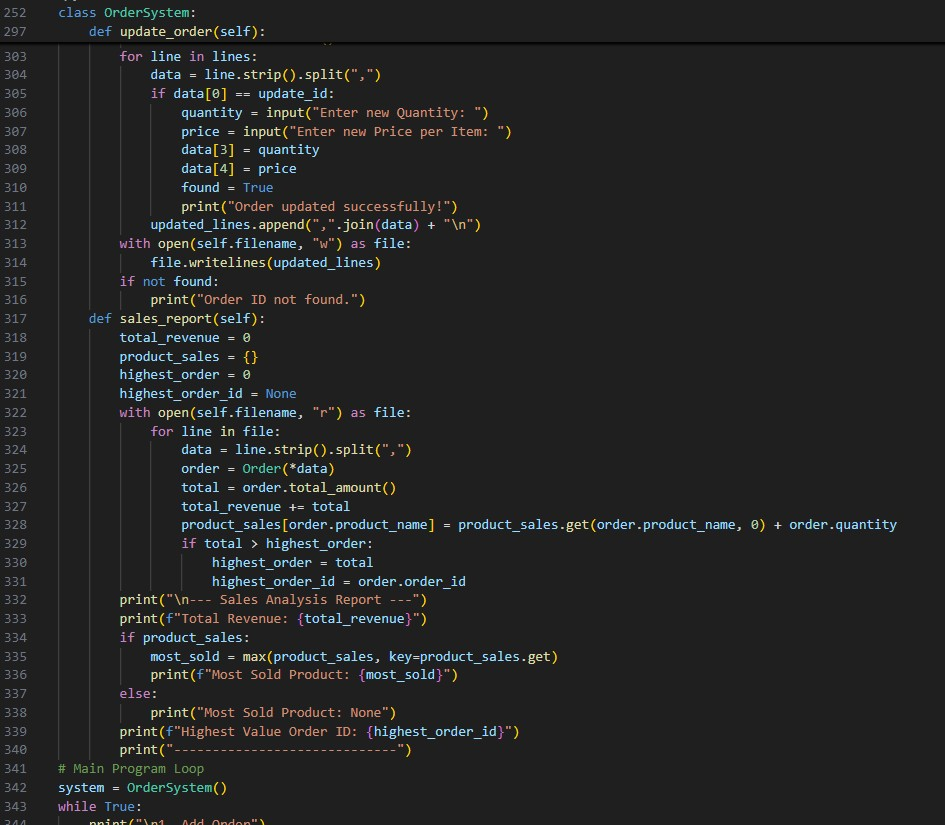 252 class OrderSystem:
297     def update_order(self):
303         for line in lines:
304             data = line.strip().split(",")
305             if data[0] == update_id:
306                 quantity = input("Enter new Quantity: ")
307                 price = input("Enter new Price per Item: ")
308                 data[3] = quantity
309                 data[4] = price
310                 found = True
311                 print("Order updated successfully!")
312             updated_lines.append(",".join(data) + "\n")
313         with open(self.filename, "w") as file:
314             file.writelines(updated_lines)
315         if not found:
316             print("Order ID not found.")
317     def sales_report(self):
318         total_revenue = 0
319         product_sales = {}
320         highest_order = 0
321         highest_order_id = None
322         with open(self.filename, "r") as file:
323             for line in file:
324                 data = line.strip().split(",")
325                 order = Order(*data)
326                 total = order.total_amount()
327                 total_revenue += total
328                 product_sales[order.product_name] = product_sales.get(order.product_name, 0) + order.quantity
329                 if total > highest_order:
330                     highest_order = total
331                     highest_order_id = order.order_id
332         print("\n--- Sales Analysis Report ---")
333         print(f"Total Revenue: {total_revenue}")
334         if product_sales:
335             most_sold = max(product_sales, key=product_sales.get)
336             print(f"Most Sold Product: {most_sold}")
337         else:
338             print("Most Sold Product: None")
339         print(f"Highest Value Order ID: {highest_order_id}")
340         print("-----------------------------")
341 # Main Program Loop
342 system = OrderSystem()
343 while True:
344     print("\n1. Add Order")